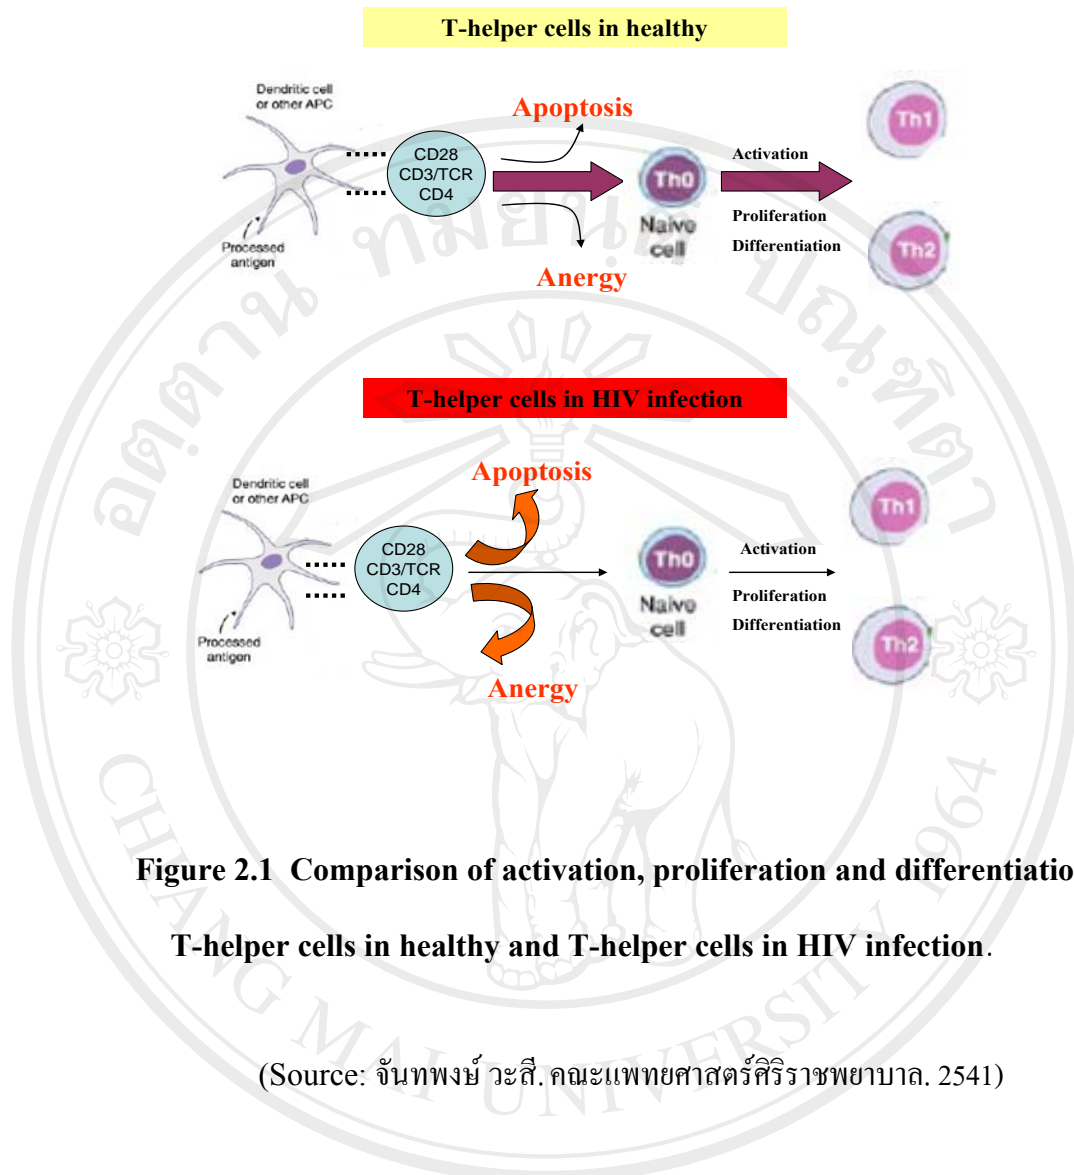 T-helper cells in healthy
Dendritic cell
or other APC
Processed
antigen
CD28
CD3/TCR
CD4
Apoptosis
Anergy
Th0
Naive
cell
Activation
Proliferation
Differentiation
Th1
Th2
T-helper cells in HIV infection
Dendritic cell
or other APC
Processed
antigen
CD28
CD3/TCR
CD4
Apoptosis
Anergy
Th0
Naive
cell
Activation
Proliferation
Differentiation
Th1
Th2
Figure 2.1 Comparison of activation, proliferation and differentiatio
T-helper cells in healthy and T-helper cells in HIV infection.
(Source: จันทพงษ์ วะสี. คณะแพทยศาสตร์ศิริราชพยาบาล. 2541)
CHIANG MAI UNIVERSITY 1964